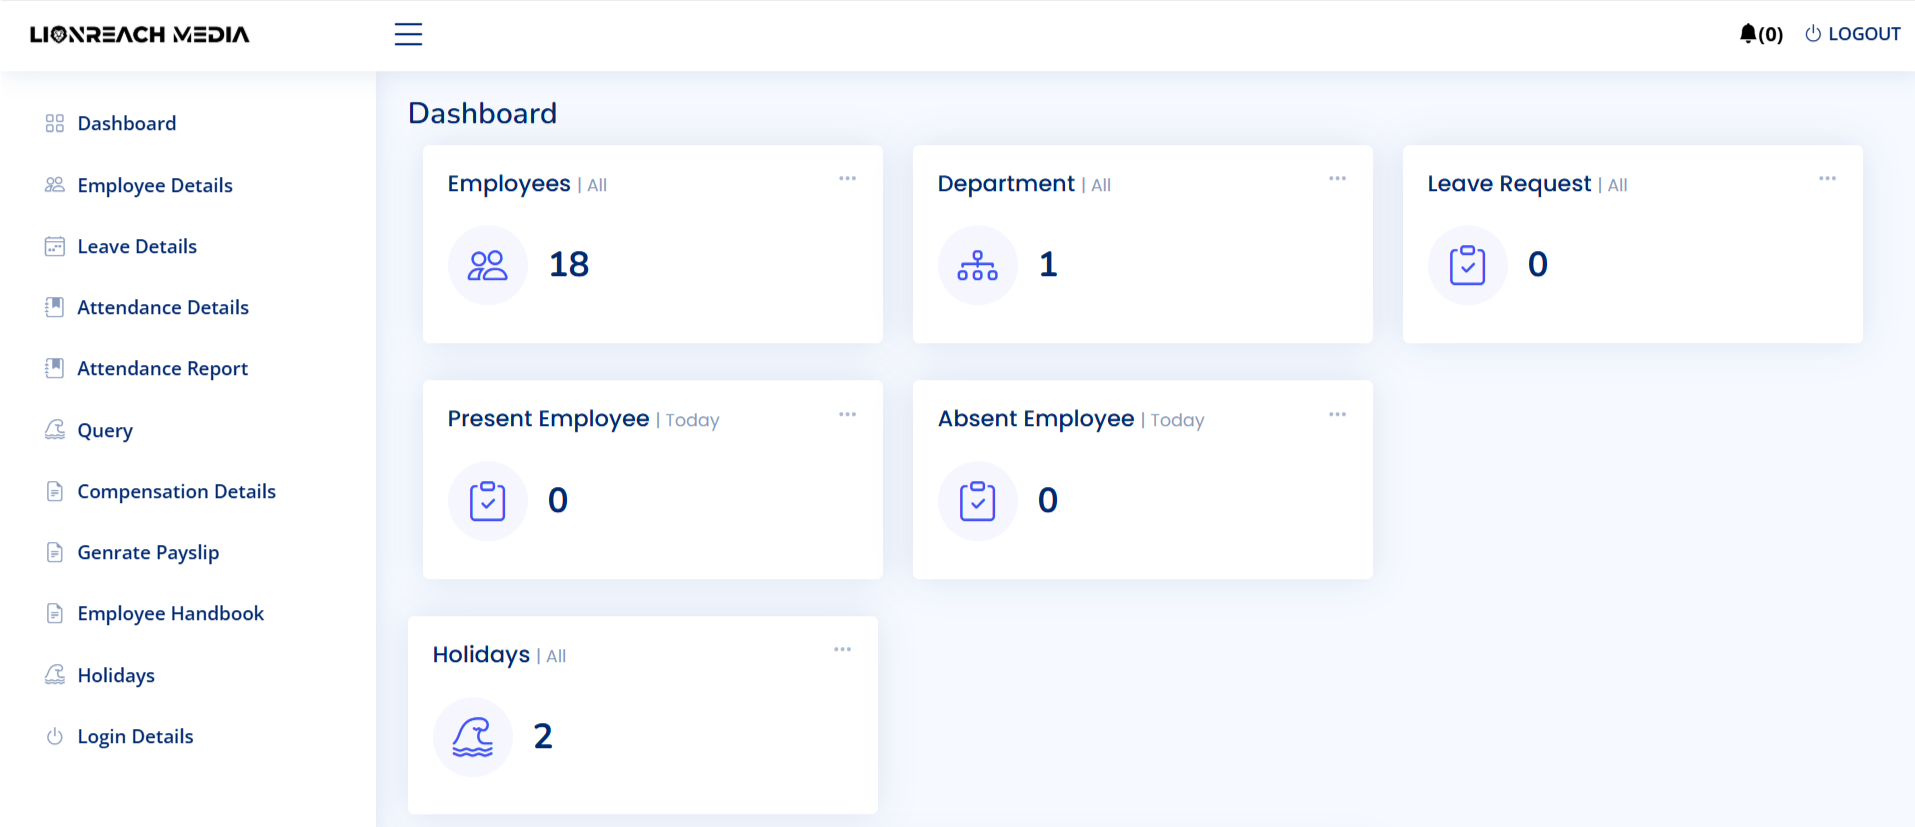 LIONREACH MEDIA
(0) LOGOUT
Dashboard
Employee Details
Leave Details
Attendance Details
Attendance Report
Query
Compensation Details
Genrate Payslip
Employee Handbook
Holidays
Login Details
Dashboard
Employees | All
18
Department | All
1
Leave Request | All
0
Present Employee | Today
0
Absent Employee | Today
0
Holidays | All
2